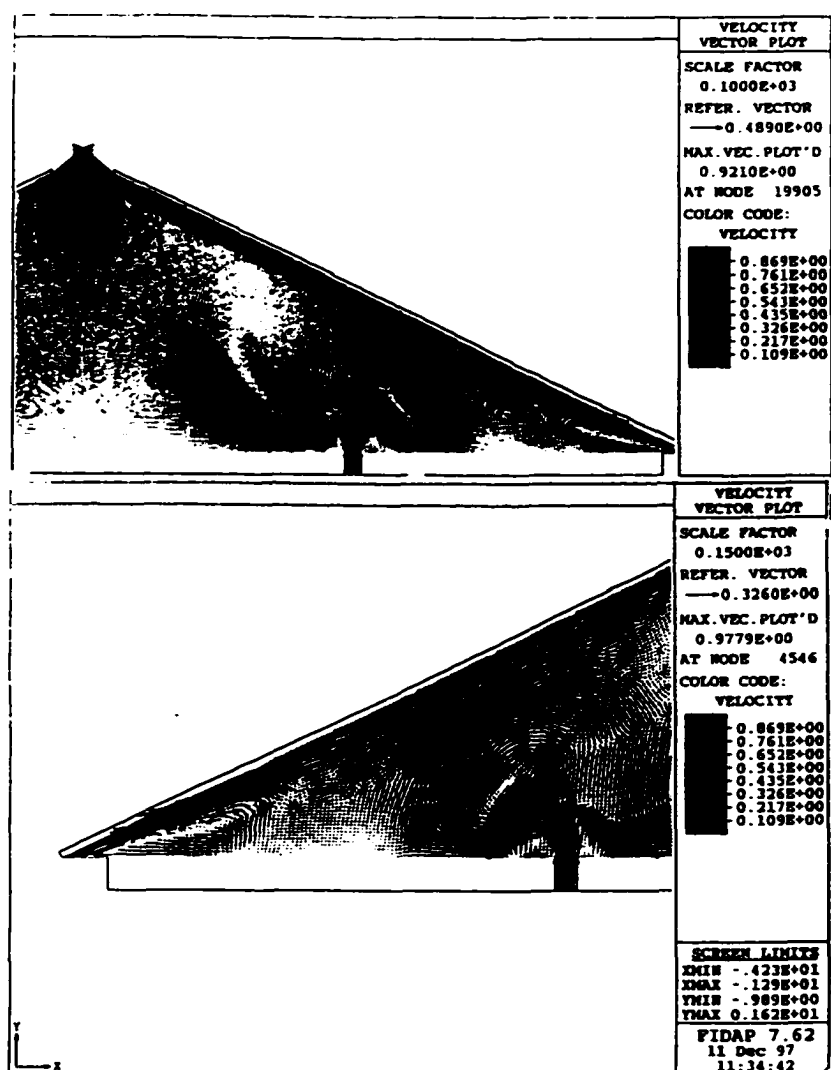 VELOCITY
VECTOR PLOT
SCALE FACTOR
0.1000E+03
REFER. VECTOR
0.4890E+00
MAX.VEC.PLOT'D
0.9210E+00
AT NODE 19905
COLOR CODE:
VELOCITY
0.869E+00
0.761E+00
0.652E+00
0.543E+00
0.435E+00
0.326E+00
0.217E+00
0.109E+00
VELOCITY
VECTOR PLOT
SCALE FACTOR
0.1500E+03
REFER. VECTOR
0.3260E+00
MAX.VEC.PLOT'D
0.9779E+00
AT NODE 4546
COLOR CODE:
VELOCITY
0.869E+00
0.761E+00
0.652E+00
0.543E+00
0.435E+00
0.326E+00
0.217E+00
0.109E+00
SCREEN LIMITS
XMIN -.423E+01
XMAX -.129E+01
YMIN -.989E+00
YMAX 0.162E+01
FIDAP 7.62
11 Dec 97
11:34:42
Y
X